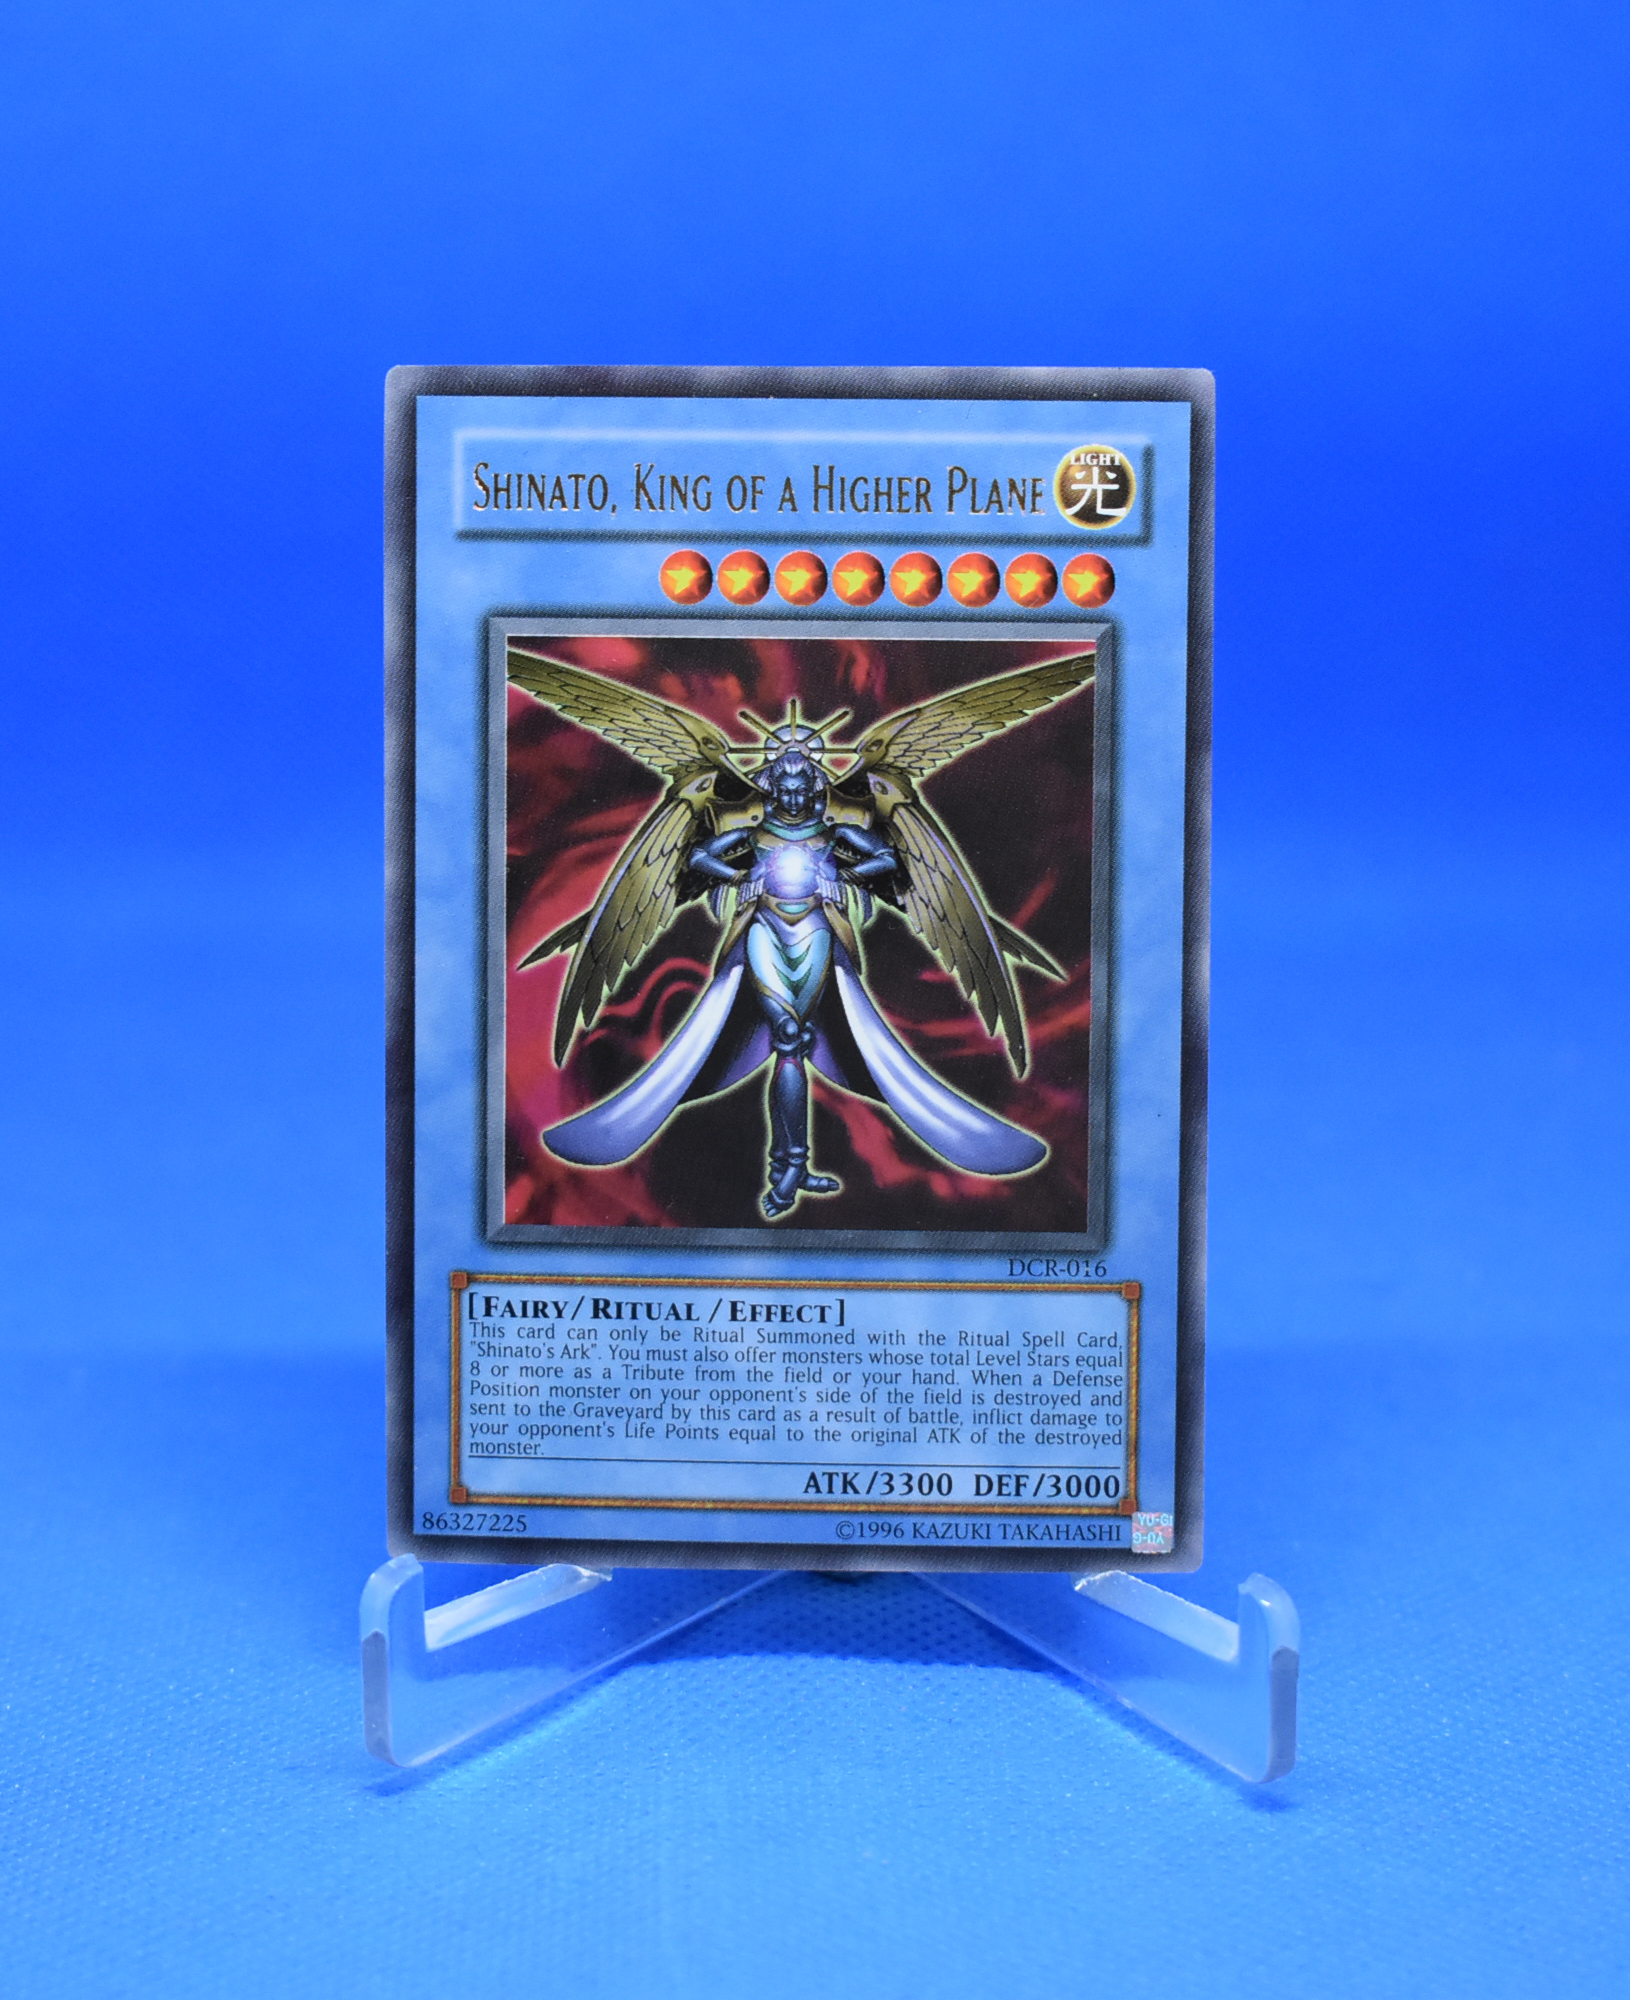 SHINATO, KING OF A HIGHER PLANE
LIGHT
光
DCR-016
[FAIRY/RITUAL /EFFECT]
This card can only be Ritual Summoned with the Ritual Spell Card,
"Shinato's Ark". You must also offer monsters whose total Level Stars equal
8 or more as a Tribute from the field or your hand. When a Defense
Position monster on your opponent's side of the field is destroyed and
sent to the Graveyard by this card as a result of battle, inflict damage to
your opponent's Life Points equal to the original ATK of the destroyed
monster.
ATK/3300 DEF/3000
86327225
©1996 KAZUKI TAKAHASHI
YU-GI